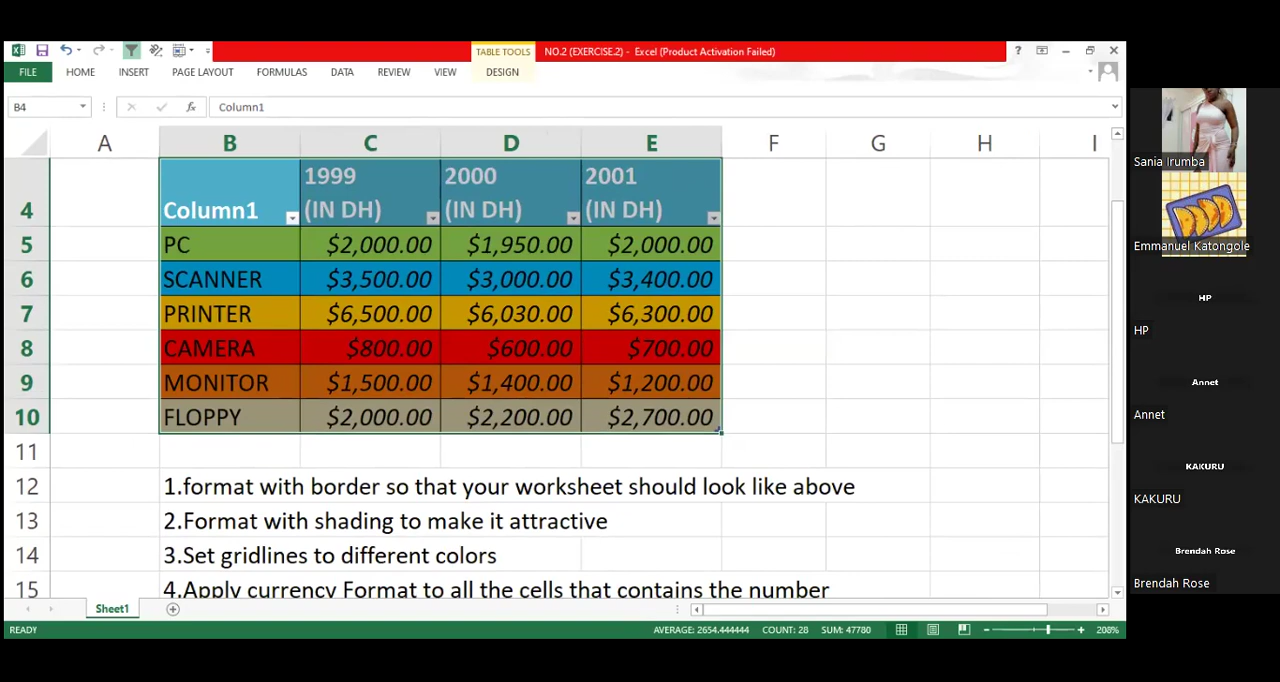 TABLE TOOLS
NO.2 (EXERCISE.2) - Excel (Product Activation Failed)
?
FILE HOME INSERT PAGE LAYOUT FORMULAS DATA REVIEW VIEW DESIGN
B4 fx Column1
A B C D E F G H I
4 Column1 1999 (IN DH) 2000 (IN DH) 2001 (IN DH)
5 PC $2,000.00 $1,950.00 $2,000.00
6 SCANNER $3,500.00 $3,000.00 $3,400.00
7 PRINTER $6,500.00 $6,030.00 $6,300.00
8 CAMERA $800.00 $600.00 $700.00
9 MONITOR $1,500.00 $1,400.00 $1,200.00
10 FLOPPY $2,000.00 $2,200.00 $2,700.00
11
12 1.format with border so that your worksheet should look like above
13 2.Format with shading to make it attractive
14 3.Set gridlines to different colors
15 4.Apply currency Format to all the cells that contains the number
Sheet1
READY AVERAGE: 2654.444444 COUNT: 28 SUM: 47780 208%
Sania Irumba
Emmanuel Katongole
HP
HP
Annet
Annet
KAKURU
KAKURU
Brendah Rose
Brendah Rose